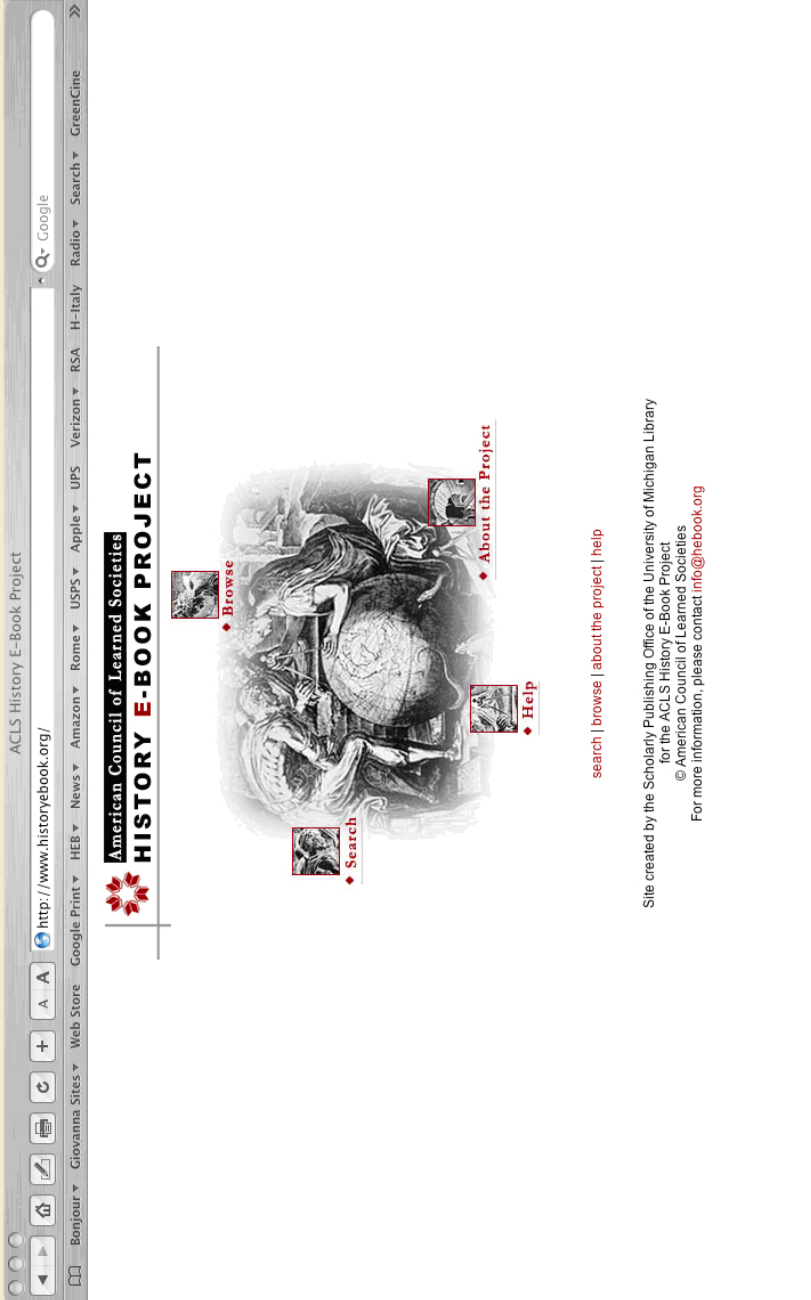 ACLS History E-Book Project
http://www.historyebook.org/
Google
Bonjour Giovanna Sites Web Store Google Print HEB News Amazon Rome USPS Apple UPS Verizon RSA H-Italy Radio Search GreenCine
A A
American Council of Learned Societies
HISTORY E-BOOK PROJECT
Browse
Search
About the Project
Help
search | browse | about the project | help
Site created by the Scholarly Publishing Office of the University of Michigan Library
for the ACLS History E-Book Project
© American Council of Learned Societies
For more information, please contact info@hebook.org